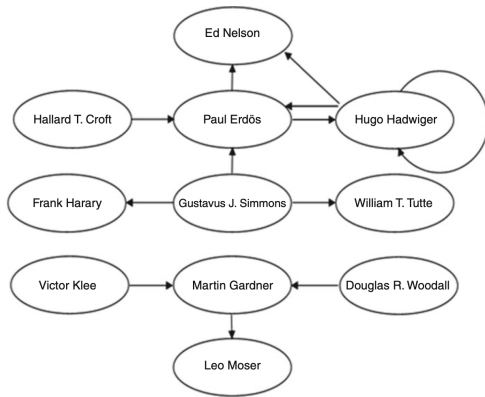 Ed Nelson
Hallard T. Croft
Paul Erdös
Hugo Hadwiger
Frank Harary
Gustavus J. Simmons
William T. Tutte
Victor Klee
Martin Gardner
Douglas R. Woodall
Leo Moser